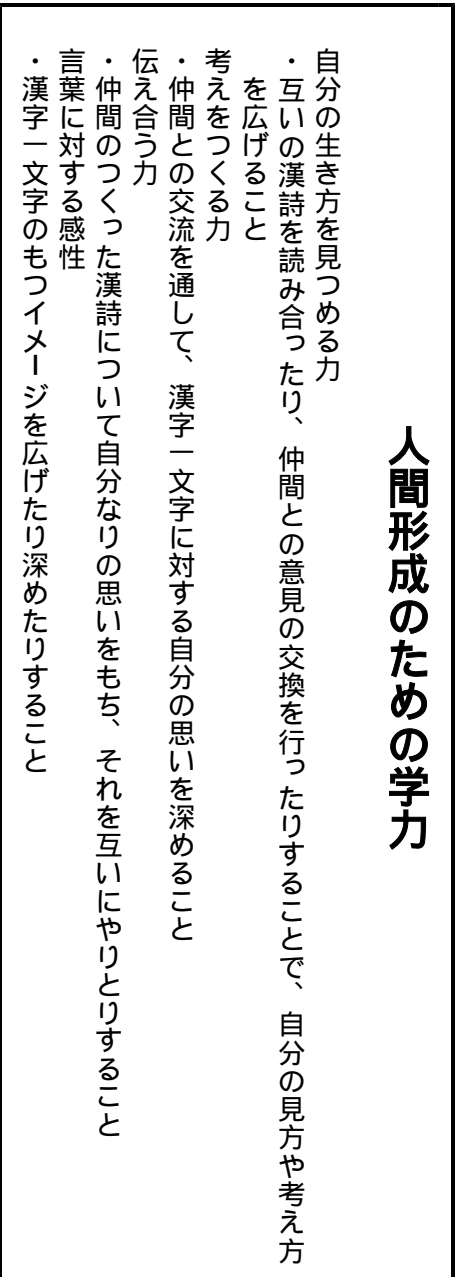 人間形成のための学力
自分の生き方を見つめる力
・互いの漢詩を読み合ったり、仲間との意見の交換を行ったりすることで、自分の見方や考え方
を広げること
考えをつくる力
・仲間との交流を通して、漢字一文字に対する自分の思いを深めること
伝え合う力
・仲間のつくった漢詩について自分なりの思いをもち、それを互いにやりとりすること
言葉に対する感性
・漢字一文字のもつイメージを広げたり深めたりすること